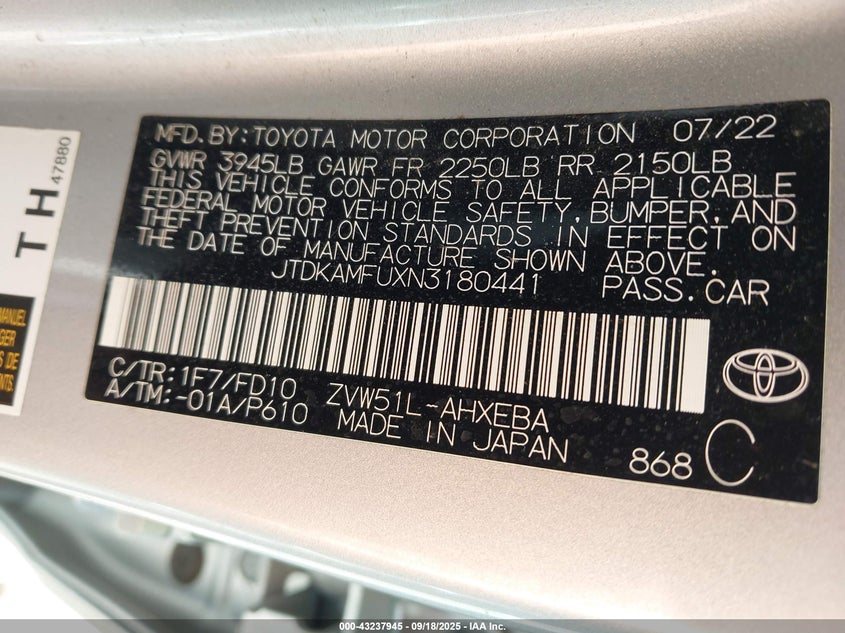 MFD. BY: TOYOTA MOTOR CORPORATION 07/22
GVWR 3945LB GAWR FR 2250LB RR 2150LB
THIS VEHICLE CONFORMS TO ALL APPLICABLE
FEDERAL MOTOR VEHICLE SAFETY, BUMPER, AND
THEFT PREVENTION STANDARDS IN EFFECT ON
THE DATE OF MANUFACTURE SHOWN ABOVE.
JTDKAMFUXN3180441 PASS. CAR
C/TR: 1F7/FD10 ZVW51L-AHXEBA
A/TM: -01A/P610 MADE IN JAPAN
868 C
TH
47880
MANUEL
DE
000-43237945 - 09/18/2025 - IAA Inc.